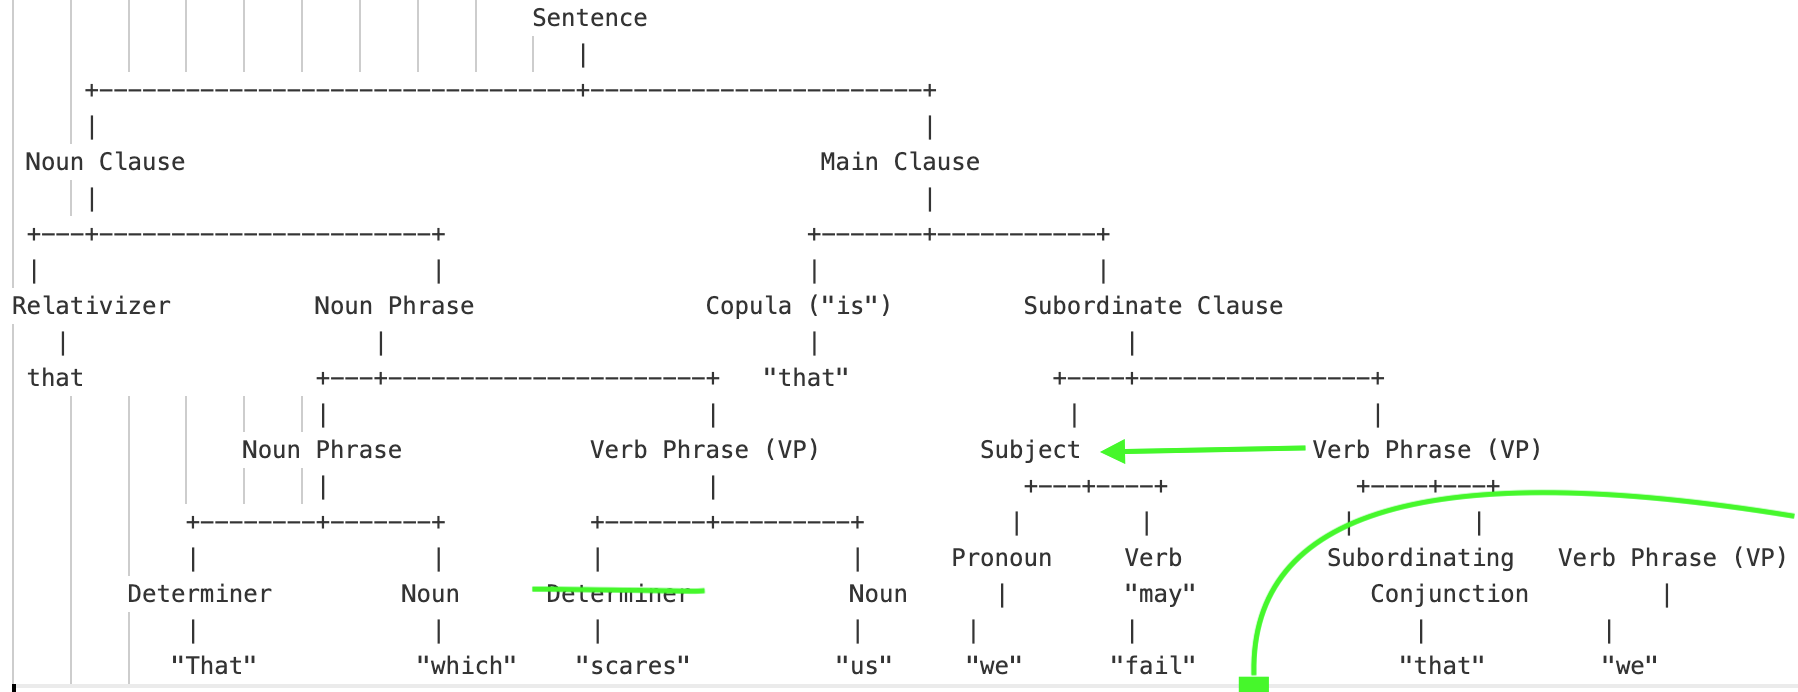 Sentence
Noun Clause Main Clause
Relativizer Noun Phrase Copula ("is") Subordinate Clause
that "that"
Noun Phrase Verb Phrase (VP) Subject Verb Phrase (VP)
Pronoun Verb Subordinating Verb Phrase (VP)
Determiner Noun Determiner Noun "may" Conjunction
"That" "which" "scares" "us" "we" "fail" "that" "we"